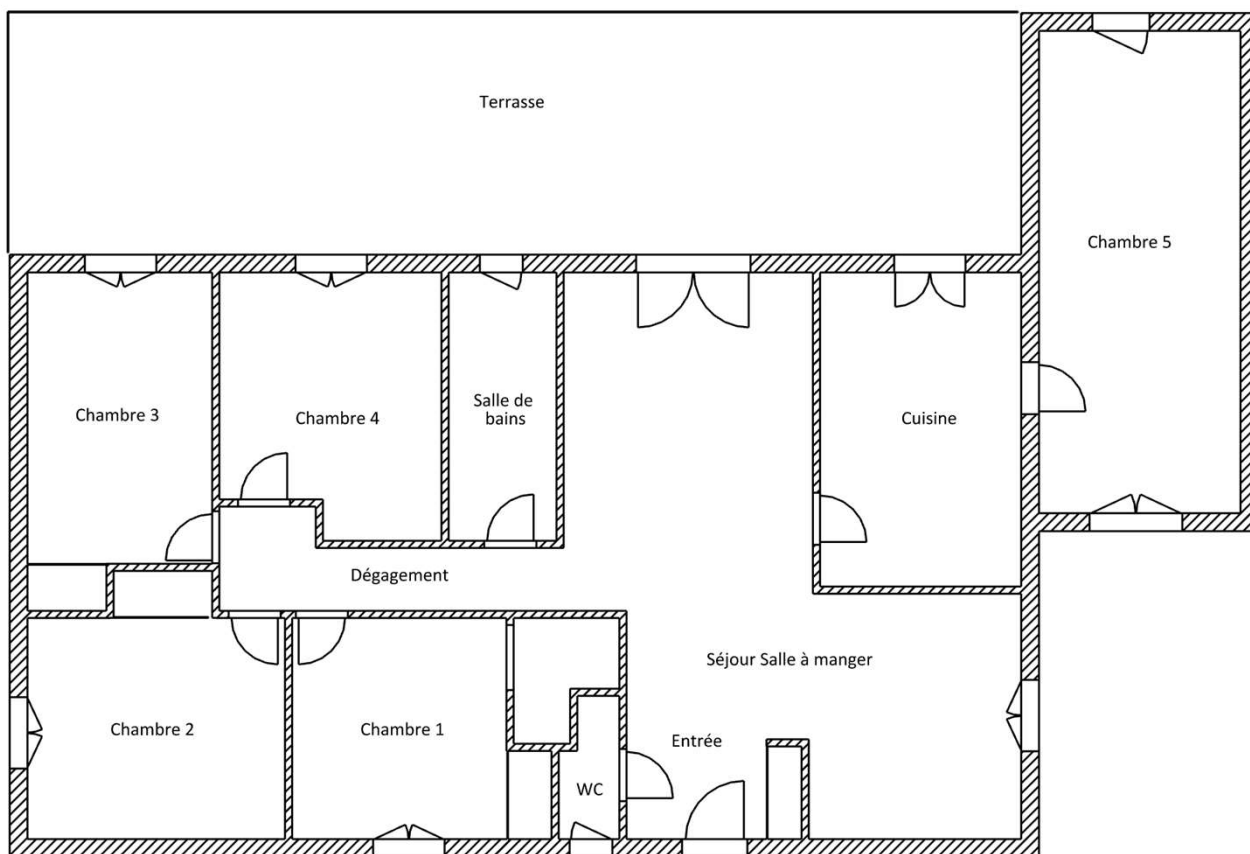 Terrasse
Chambre 5
Chambre 3
Chambre 4
Salle de
bains
Cuisine
Dégagement
Séjour Salle à manger
Chambre 2
Chambre 1
Entrée
WC